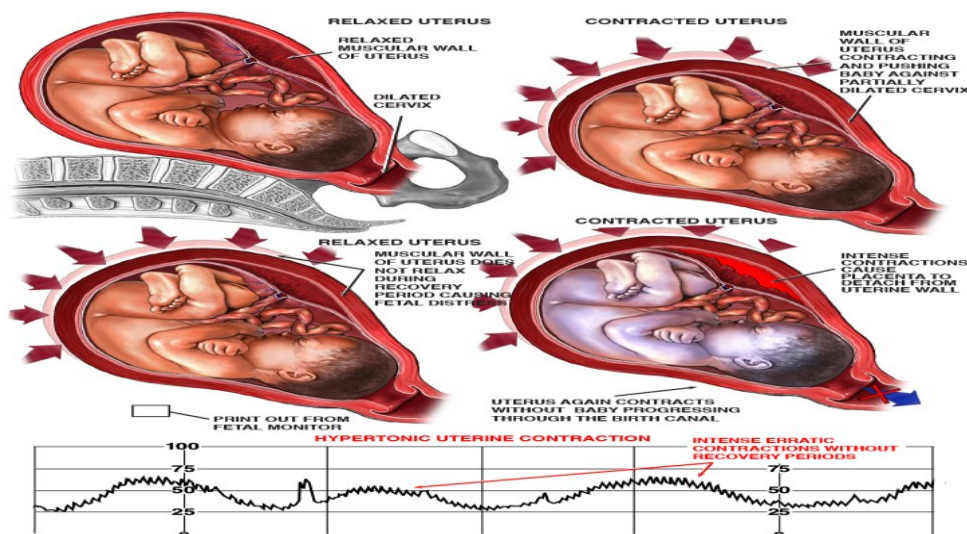 RELAXED UTERUS
RELAXED
MUSCULAR WALL
OF UTERUS
DILATED
CERVIX
CONTRACTED UTERUS
MUSCULAR
WALL OF
UTERUS
CONTRACTING
AND PUSHING
BABY AGAINST
PARTIALLY
DILATED CERVIX
RELAXED UTERUS
MUSCULAR WALL
OF UTERUS DOES
NOT RELAX
DURING
RECOVERY
PERIOD CAUSING
FETAL DISTRESS
CONTRACTED UTERUS
INTENSE
CONTRACTIONS
CAUSE
PLACENTA TO
DETACH FROM
UTERINE WALL
UTERUS AGAIN CONTRACTS
WITHOUT BABY PROGRESSING
THROUGH THE BIRTH CANAL
PRINT OUT FROM
FETAL MONITOR
HYPERTONIC UTERINE CONTRACTION
INTENSE ERRATIC
CONTRACTIONS WITHOUT
RECOVERY PERIODS
100
75
75
50
50
25
25
0
0